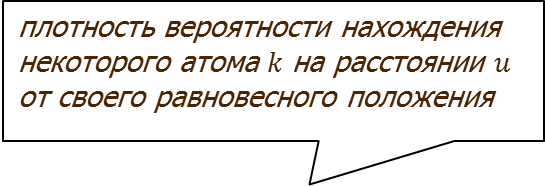 плотность вероятности нахождения
некоторого атома k на расстоянии u
от своего равновесного положения